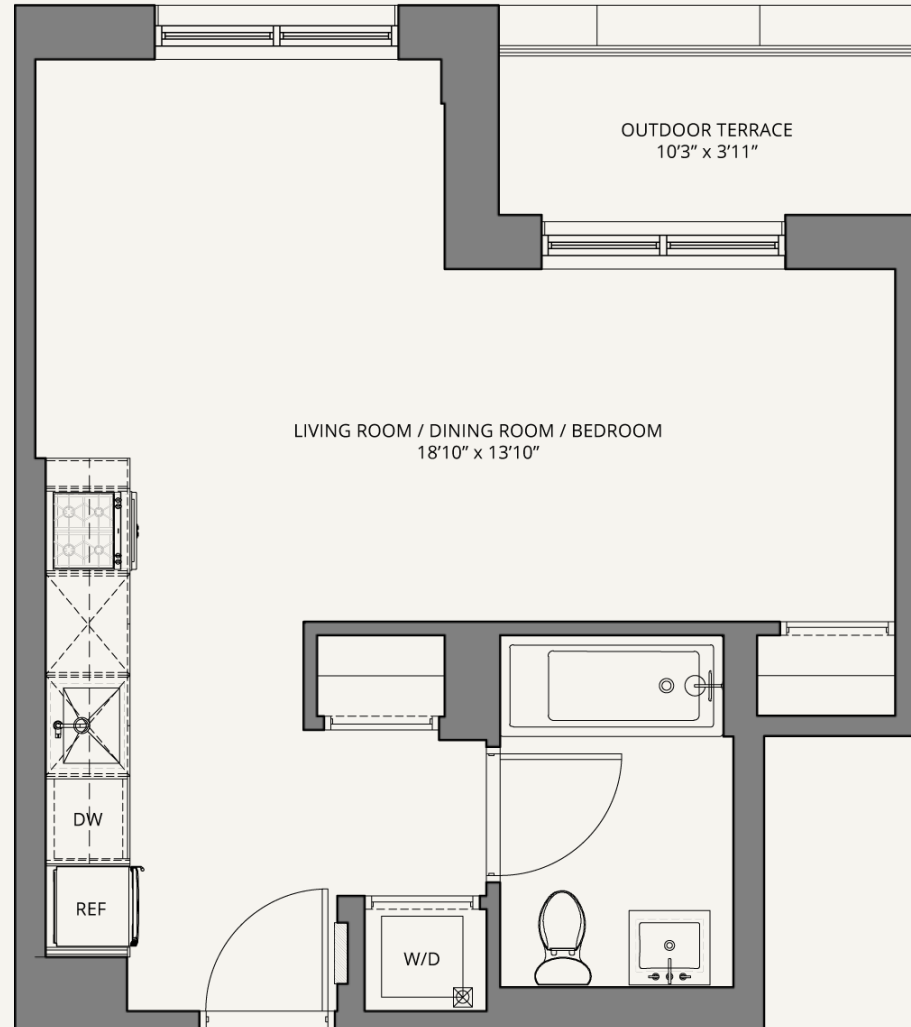 OUTDOOR TERRACE
10’3” x 3’11”
LIVING ROOM / DINING ROOM / BEDROOM
18’10” x 13’10”
DW
REF
W/D